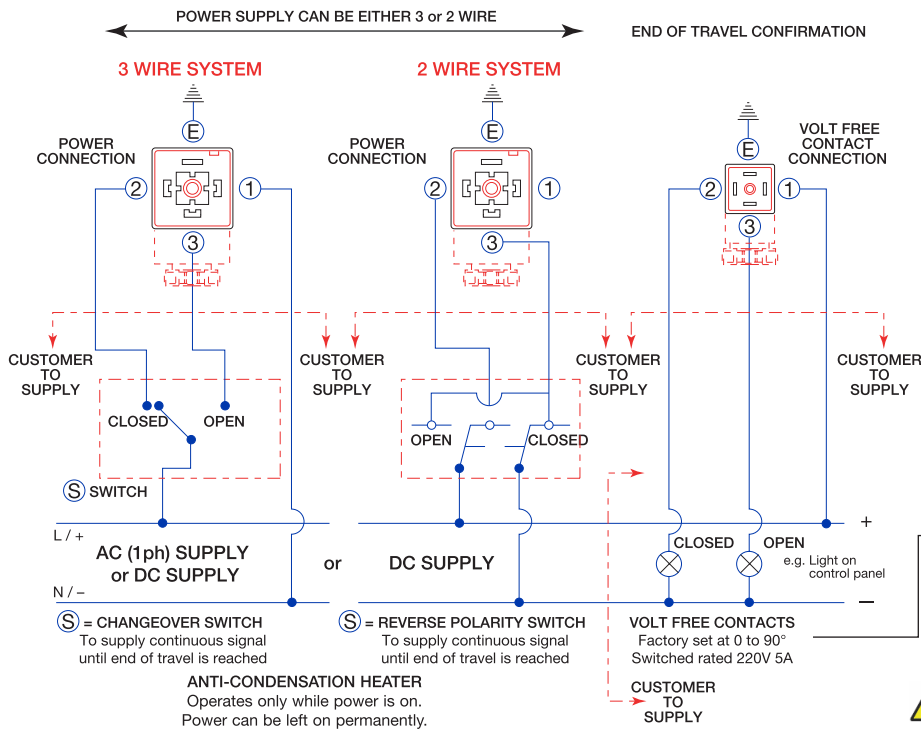 POWER SUPPLY CAN BE EITHER 3 or 2 WIRE
END OF TRAVEL CONFIRMATION
3 WIRE SYSTEM
2 WIRE SYSTEM
E
E
E
POWER
CONNECTION
POWER
CONNECTION
VOLT FREE
CONTACT
CONNECTION
2
1
2
1
2
1
3
3
3
CUSTOMER
TO
SUPPLY
CUSTOMER
TO
SUPPLY
CUSTOMER
TO
SUPPLY
CUSTOMER
TO
SUPPLY
CLOSED
OPEN
OPEN
CLOSED
S SWITCH
L / +
+
AC (1ph) SUPPLY
or DC SUPPLY
or
DC SUPPLY
CLOSED
OPEN
e.g. Light on
control panel
N / –
–
S = CHANGEOVER SWITCH
To supply continuous signal
until end of travel is reached
S = REVERSE POLARITY SWITCH
To supply continuous signal
until end of travel is reached
VOLT FREE CONTACTS
Factory set at 0 to 90°
Switched rated 220V 5A
ANTI-CONDENSATION HEATER
Operates only while power is on.
Power can be left on permanently.
CUSTOMER
TO
SUPPLY